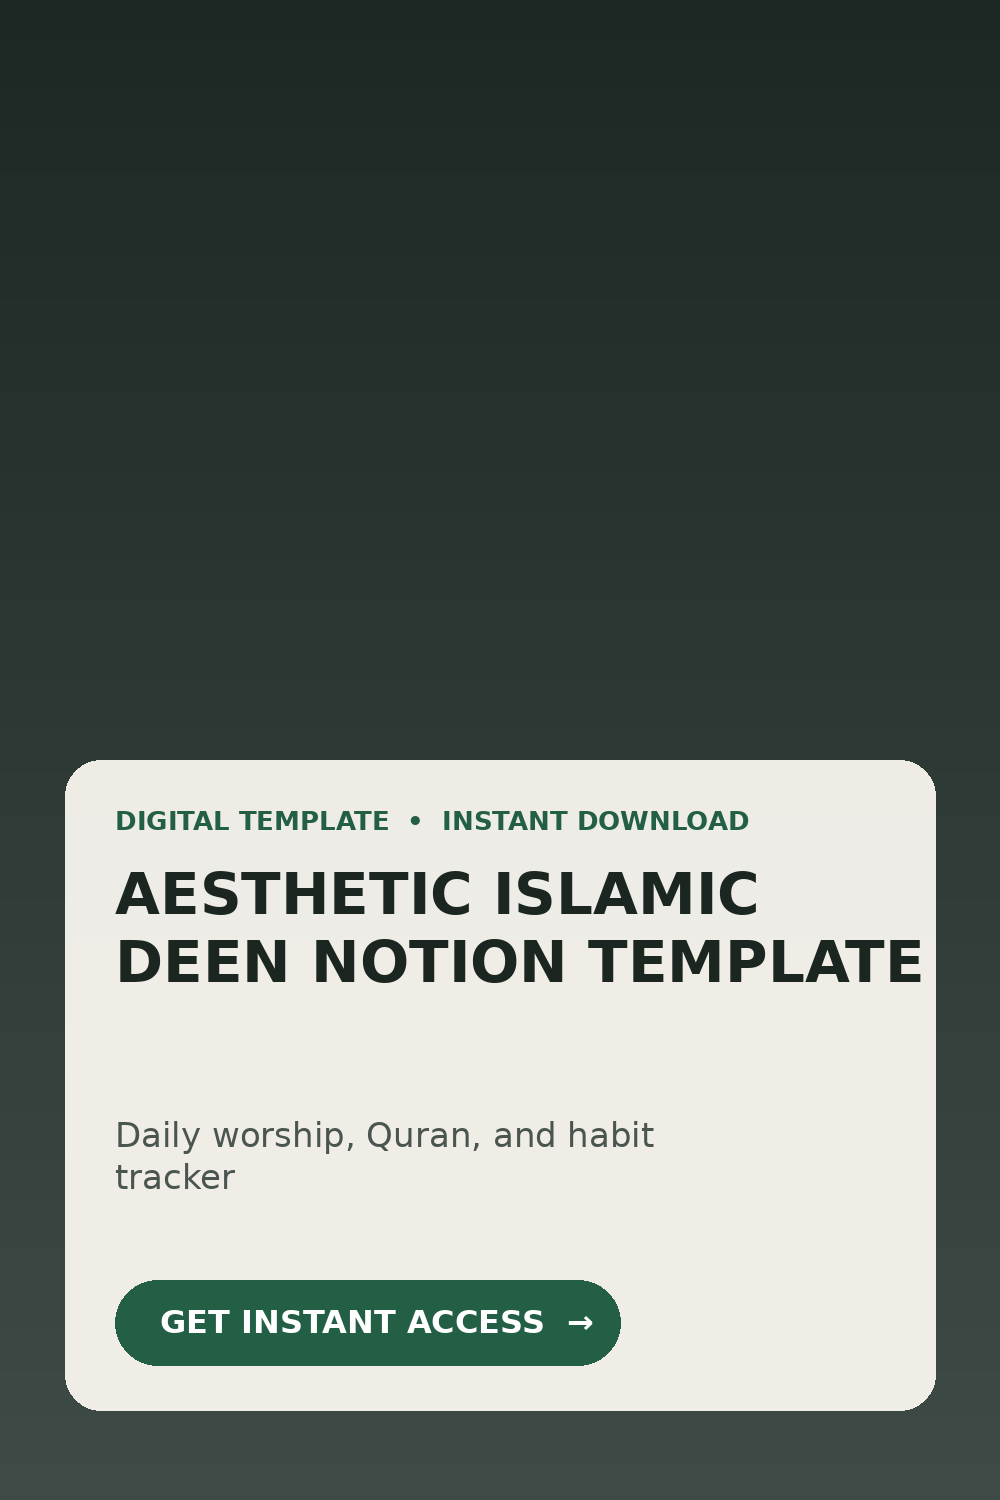 DIGITAL TEMPLATE • INSTANT DOWNLOAD
AESTHETIC ISLAMIC
DEEN NOTION TEMPLATE
Daily worship, Quran, and habit
tracker
GET INSTANT ACCESS →